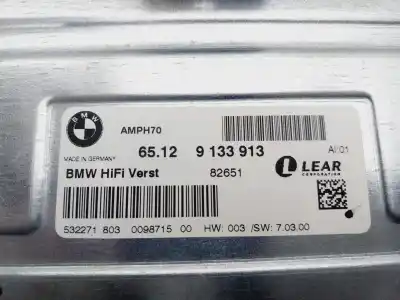 BMW
AMPH70
MADE IN GERMANY
65.12 9 133 913 AI 01
BMW HiFi Verst 82651
LEAR
CORPORATION
532271 803 0098715 00 HW: 003 /SW: 7.03.00